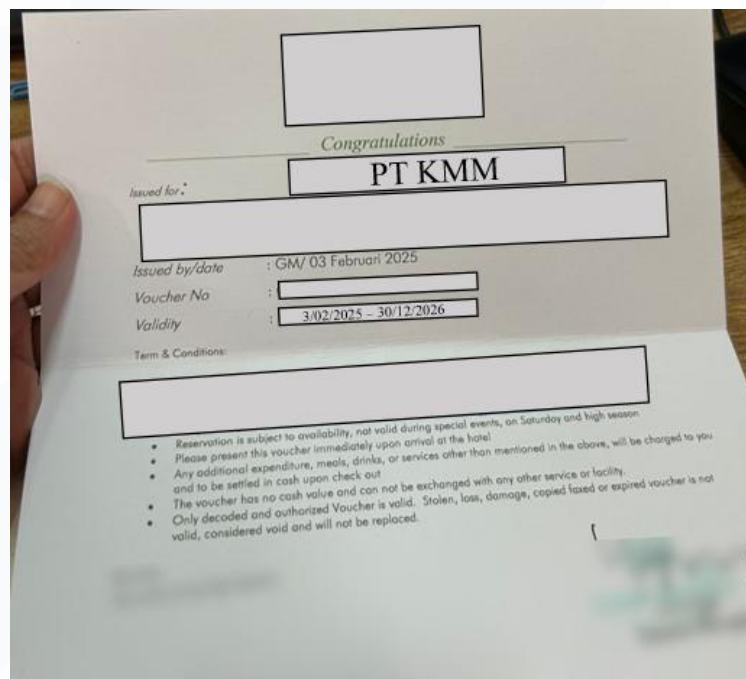 Congratulations
PT KMM
Issued for:
Issued by/date : GM/ 03 Februari 2025
Voucher No :
Validity : 3/02/2025 – 30/12/2026
Term & Conditions:
• Reservation is subject to availability, not valid during special events, on Saturday and high season
• Please present this voucher immediately upon arrival at the hotel
• Any additional expenditure, meals, drinks, or services other than mentioned in the above, will be charged to you
and to be settled in cash upon check out
• The voucher has no cash value and can not be exchanged with any other service or facility.
• Only decoded and authorized Voucher is valid. Stolen, loss, damage, copied faxed or expired voucher is not
valid, considered void and will not be replaced.